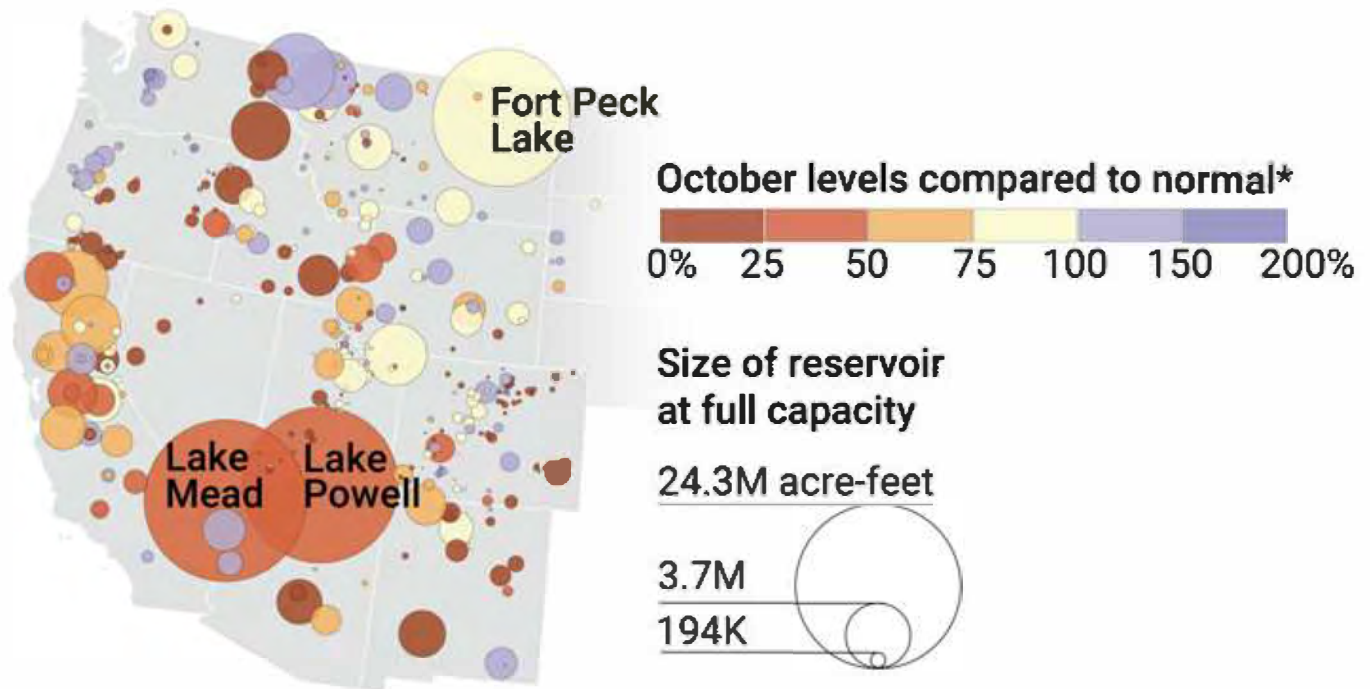 Fort Peck
Lake
October levels compared to normal*
0% 25 50 75 100 150 200%
Size of reservoir
at full capacity
Lake
Mead
Lake
Powell
24.3M acre-feet
3.7M
194K